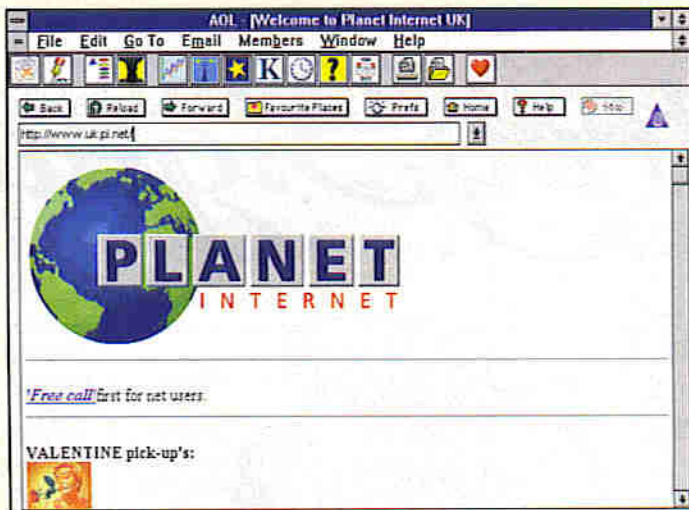 AOL - [Welcome to Planet Internet UK]
File Edit Go To Email Members Window Help
K ?
Back Reload Forward Favourite Places Prefs Home Help Stop
http://www.uk.pi.net/
PLANET
INTERNET
'Free call' first for net users.
VALENTINE pick-up's: